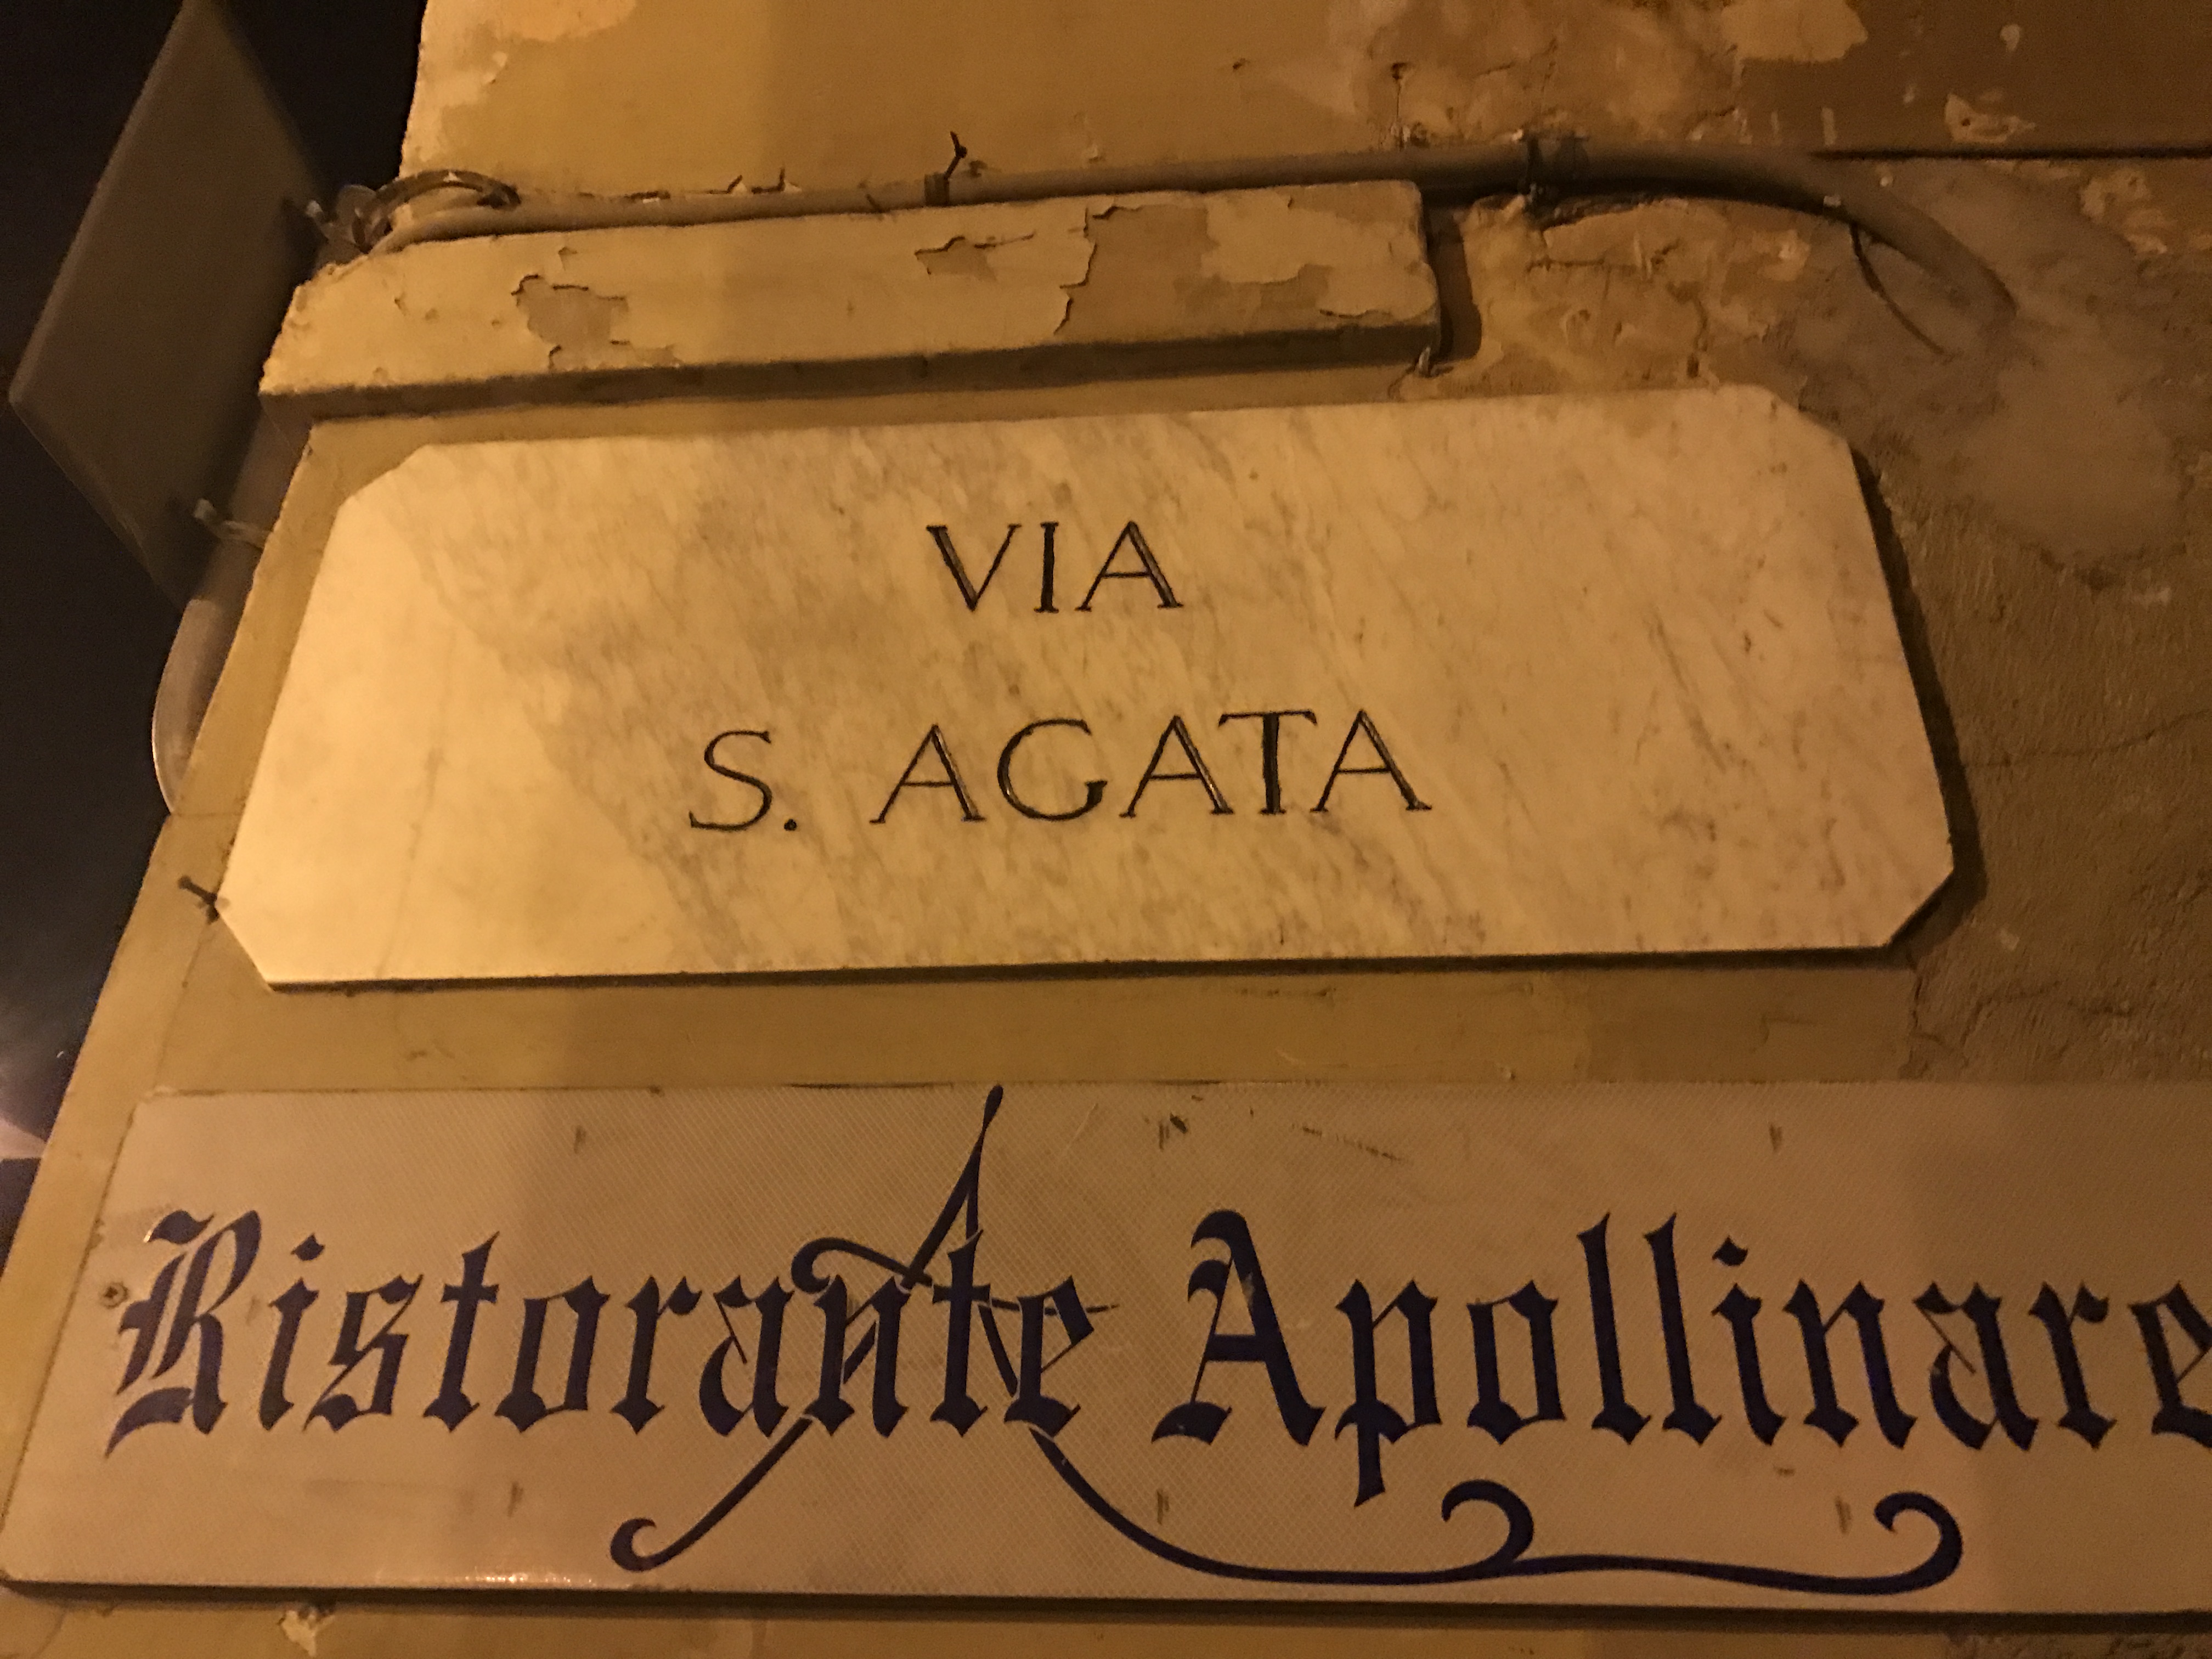 VIA
S. AGATA
Ristorante Apollinare